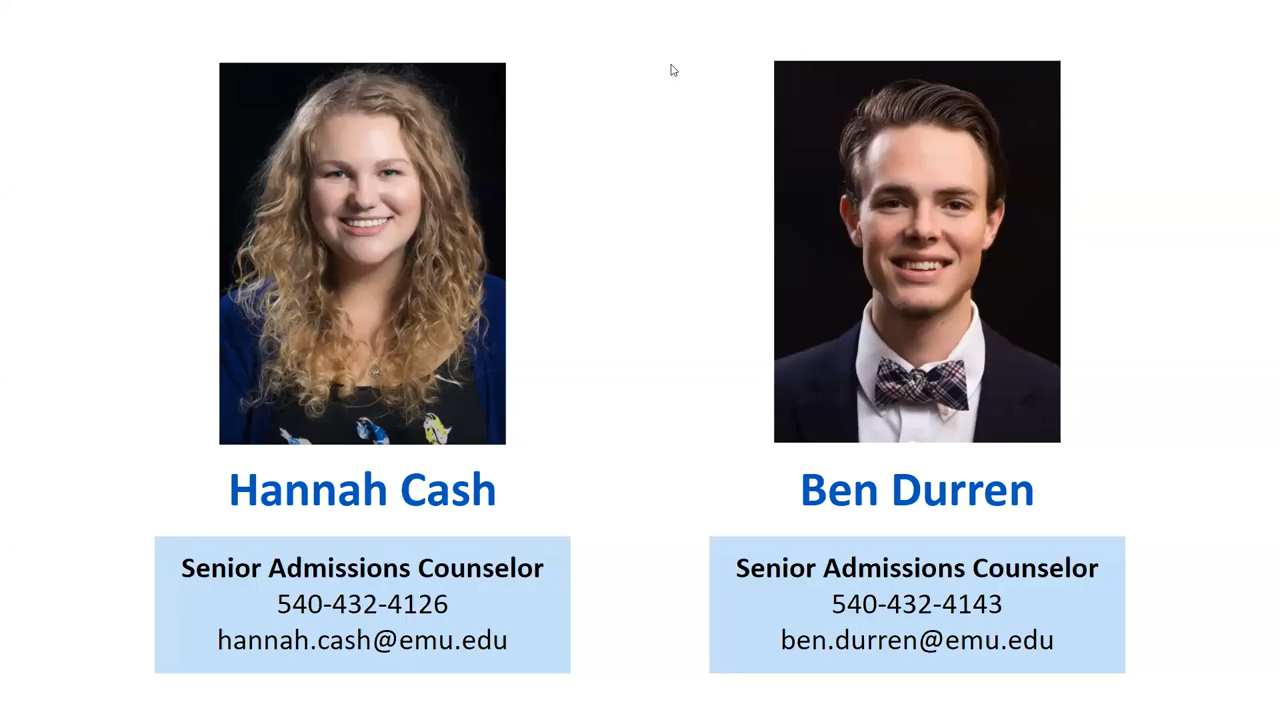 Hannah Cash
Senior Admissions Counselor
540-432-4126
hannah.cash@emu.edu
Ben Durren
Senior Admissions Counselor
540-432-4143
ben.durren@emu.edu